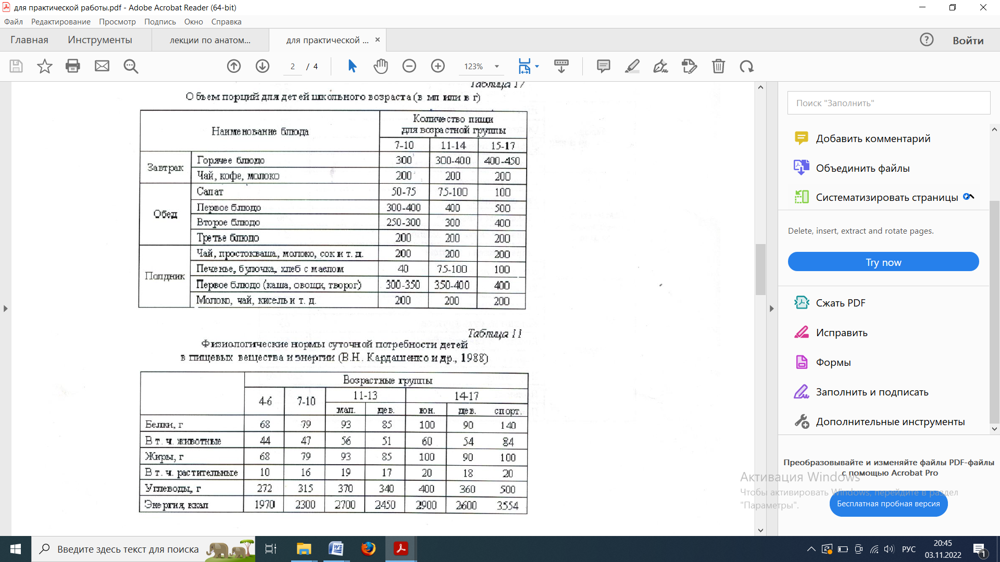 для практической работы.pdf - Adobe Acrobat Reader (64-bit)
Файл Редактирование Просмотр Подпись Окно Справка
Главная Инструменты лекции по анатом... для практической ... × Войти
2 / 4 123%
Таблица 17
Объем порций для детей школьного возраста (в мл или в г)
Наименование блюда Количество пищи
для возрастной группы
7-10 11-14 15-17
Завтрак Горячее блюдо 300 300-400 400-450
Чай, кофе, молоко 200 200 200
Обед Салат 50-75 75-100 100
Первое блюдо 300-400 400 500
Второе блюдо 250-300 300 400
Третье блюдо 200 200 200
Полдник Чай, простокваша, молоко, сок и т. д. 200 200 200
Печенье, булочка, хлеб с маслом 40 75-100 100
Первое блюдо (каша, овощи, творог) 300-350 350-400 400
Молоко, чай, кисель и т. д. 200 200 200
Таблица 11
Физиологические нормы суточной потребности детей
в пищевых вещества и энергии (В.Н. Кардашенко и др., 1988)
Возрастные группы
4-6 7-10 11-13 14-17
мал. дев. юн. дев. спорт.
Белки, г 68 79 93 85 100 90 140
В т. ч. животные 44 47 56 51 60 54 84
Жиры, г 68 79 93 85 100 90 100
В т. ч. растительные 10 16 19 17 20 18 20
Углеводы, г 272 315 370 340 400 360 500
Энергия, ккал 1970 2300 2700 2450 2900 2600 3554
Поиск "Заполнить"
Добавить комментарий
Объединить файлы
Систематизировать страницы
Delete, insert, extract and rotate pages.
Try now
Сжать PDF
Исправить
Формы
Заполнить и подписать
Дополнительные инструменты
Преобразовывайте и изменяйте файлы PDF-файлы
с помощью Acrobat Pro
Бесплатная пробная версия
Активация Windows
Чтобы активировать Windows, перейдите в раздел
"Параметры".
Введите здесь текст для поиска
РУС
20:45
03.11.2022
1